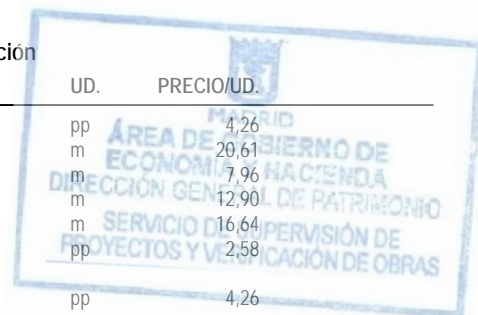 ción
UD. PRECIO/UD.
MADRID
pp 4,26
ÁREA DE GOBIERNO DE
m 20,61
ECONOMÍA Y HACIENDA
m 7,96
DIRECCIÓN GENERAL DE PATRIMONIO
m 12,90
m 16,64
SERVICIO DE SUPERVISIÓN DE
pp 2,58
PROYECTOS Y VERIFICACIÓN DE OBRAS
pp 4,26